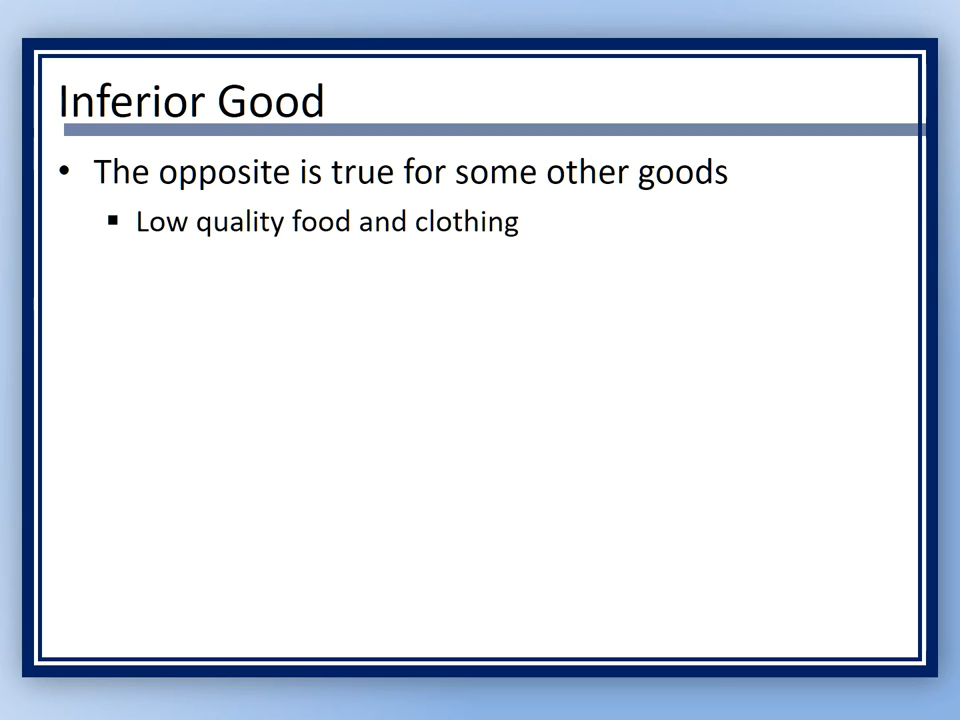 Inferior Good
• The opposite is true for some other goods
▪ Low quality food and clothing